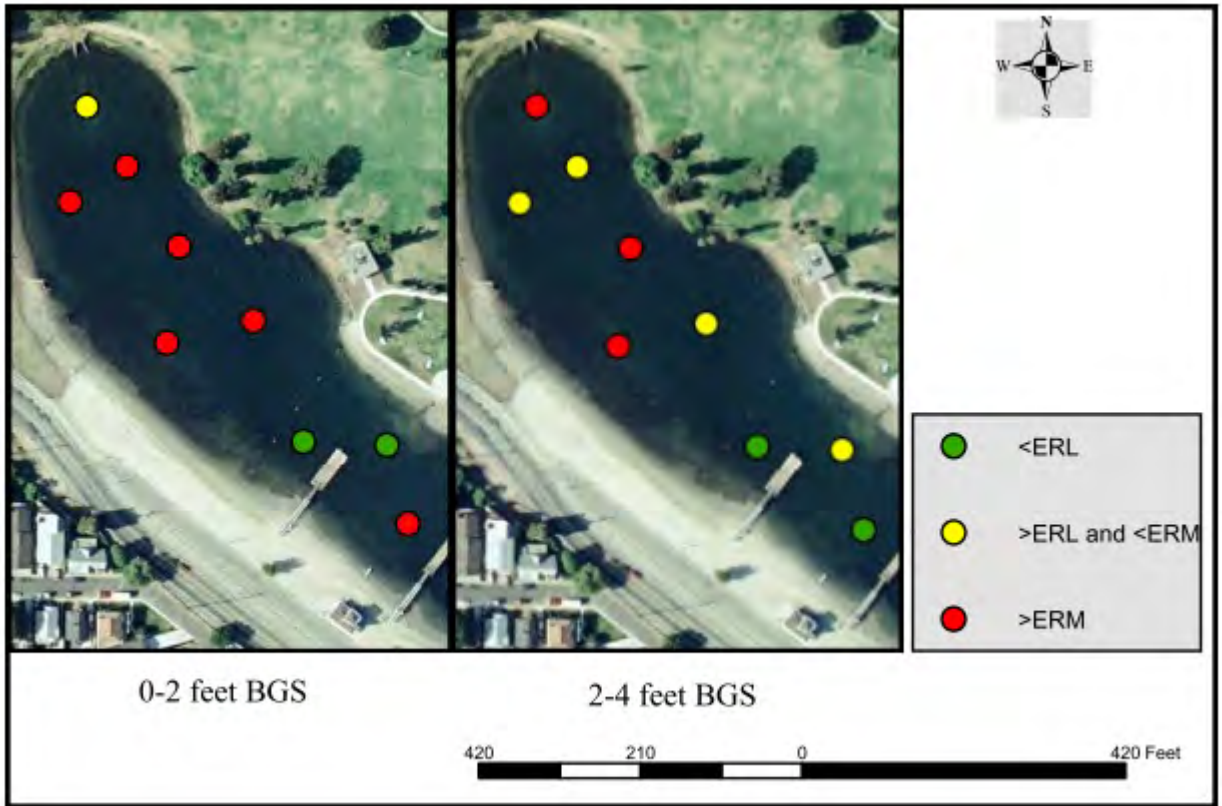 N
W E
S
<ERL
>ERL and <ERM
>ERM
0-2 feet BGS
2-4 feet BGS
420 210 0 420 Feet